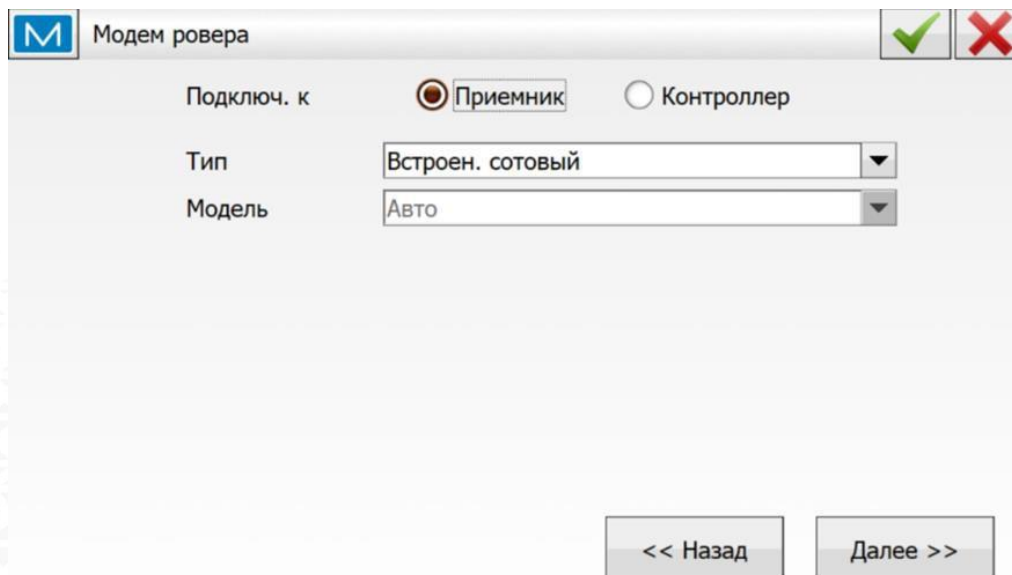 Модем ровера
Подключ. к Приемник Контроллер
Тип Встроен. сотовый
Модель Авто
<< Назад Далее >>